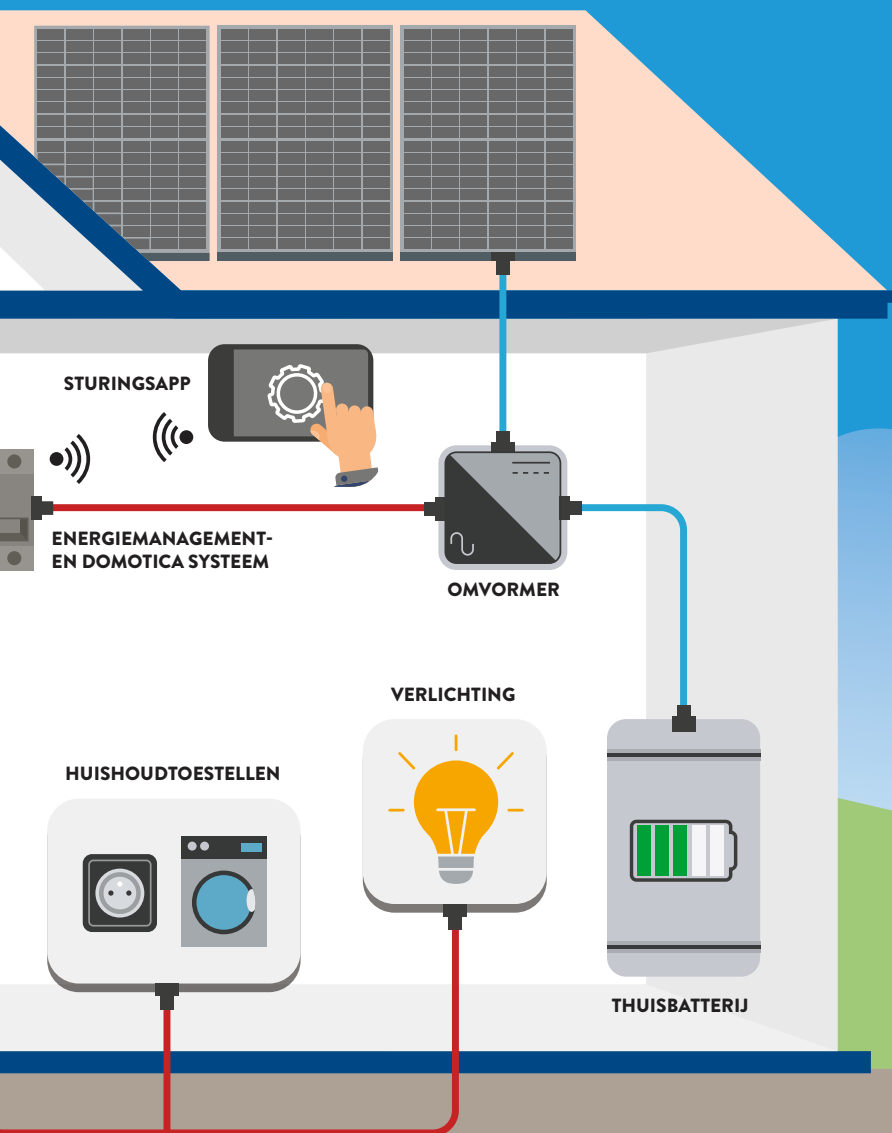 STURINGSAPP
ENERGIEMANAGEMENT-
EN DOMOTICA SYSTEEM
OMVORMER
VERLICHTING
HUISHOUDTOESTELLEN
THUISBATTERIJ